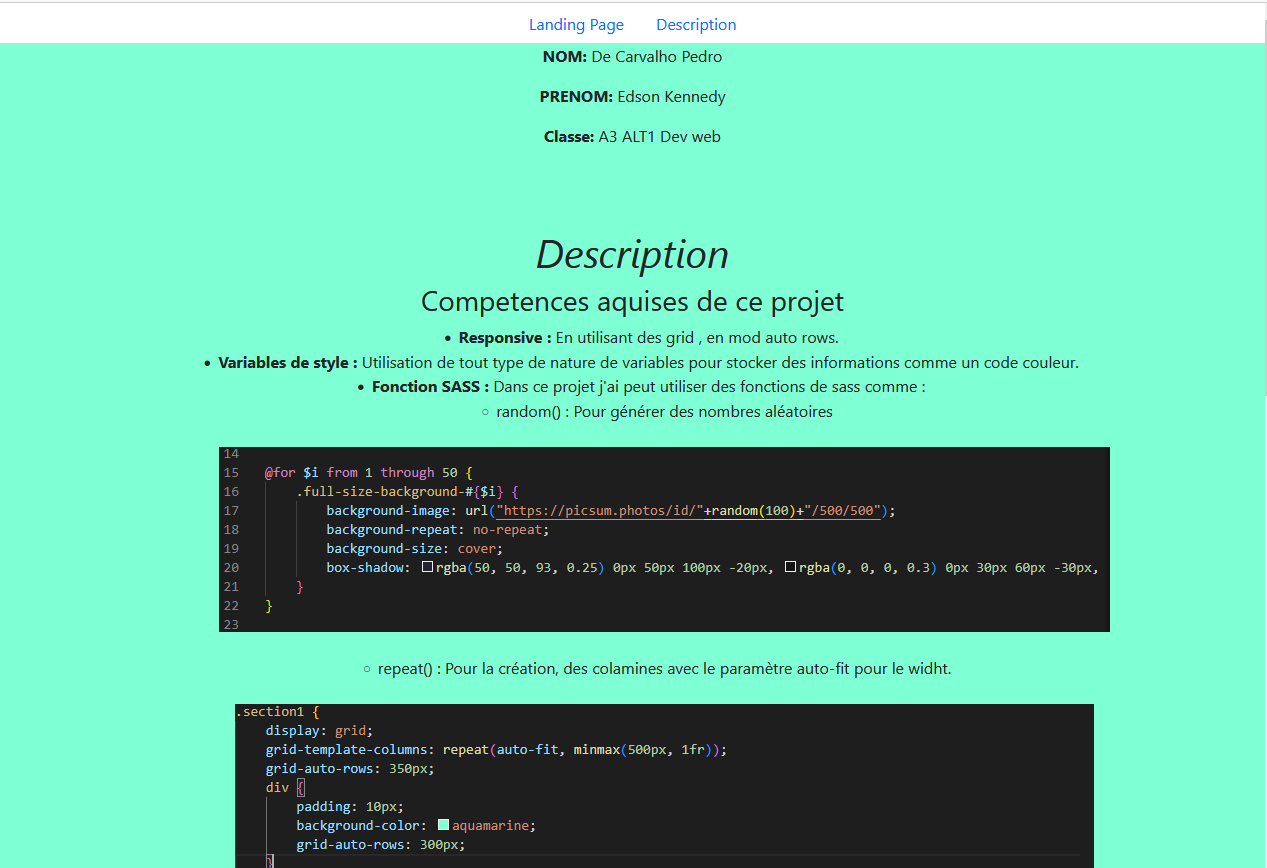 Landing Page Description
NOM: De Carvalho Pedro
PRENOM: Edson Kennedy
Classe: A3 ALT1 Dev web
Description
Competences aquises de ce projet
• Responsive : En utilisant des grid , en mod auto rows.
• Variables de style : Utilisation de tout type de nature de variables pour stocker des informations comme un code couleur.
• Fonction SASS : Dans ce projet j'ai peut utiliser des fonctions de sass comme :
◦ random() : Pour générer des nombres aléatoires
14
15 @for $i from 1 through 50 {
16 .full-size-background-#{$i} {
17 background-image: url("https://picsum.photos/id/"+random(100)+"/500/500");
18 background-repeat: no-repeat;
19 background-size: cover;
20 box-shadow: rgba(50, 50, 93, 0.25) 0px 50px 100px -20px, rgba(0, 0, 0, 0.3) 0px 30px 60px -30px,
21 }
22 }
23
◦ repeat() : Pour la création, des colamines avec le paramètre auto-fit pour le widht.
.section1 {
display: grid;
grid-template-columns: repeat(auto-fit, minmax(500px, 1fr));
grid-auto-rows: 350px;
div {
padding: 10px;
background-color: aquamarine;
grid-auto-rows: 300px;
}